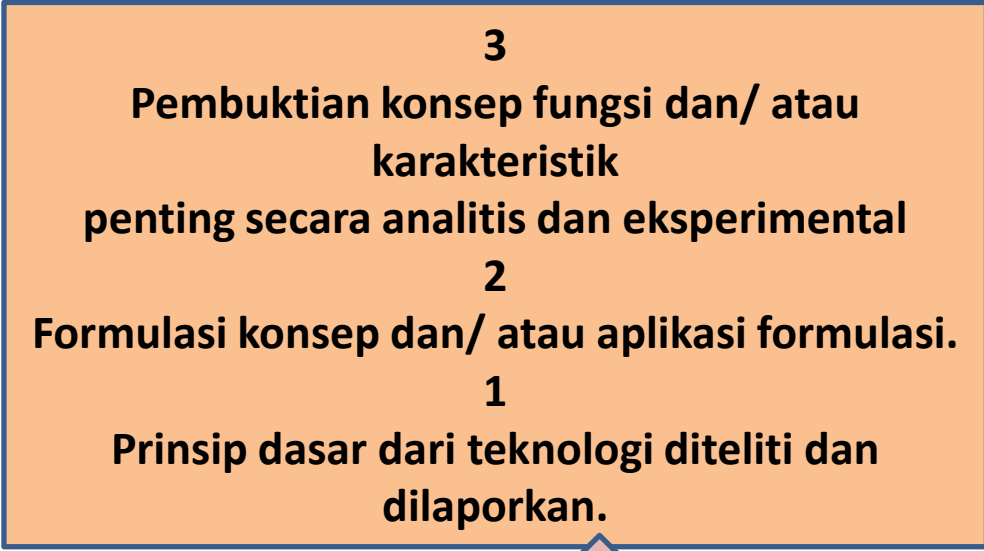 3
Pembuktian konsep fungsi dan/ atau
karakteristik
penting secara analitis dan eksperimental
2
Formulasi konsep dan/ atau aplikasi formulasi.
1
Prinsip dasar dari teknologi diteliti dan
dilaporkan.